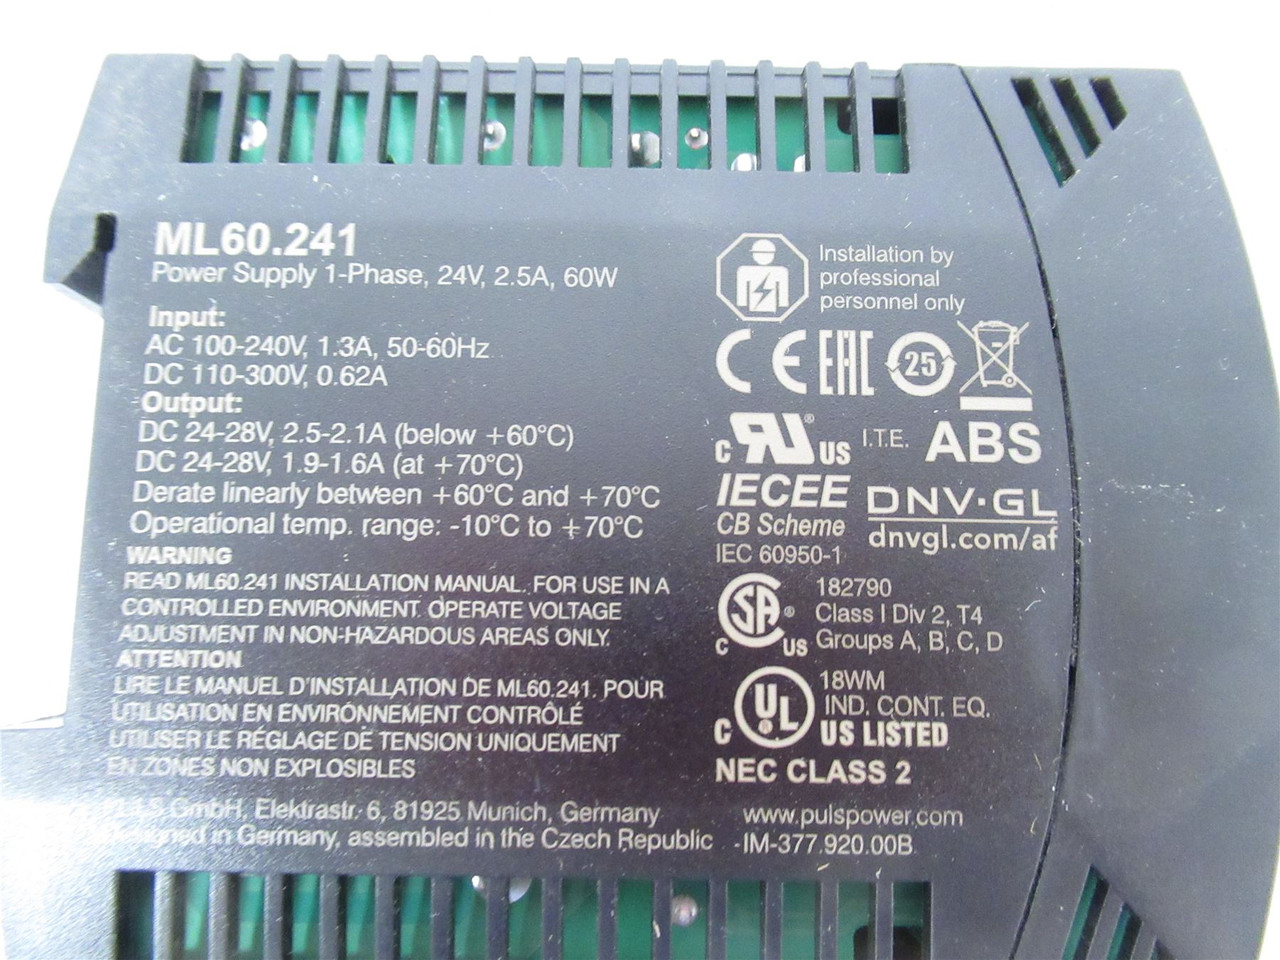 ML60.241
Power Supply 1-Phase, 24V, 2.5A, 60W
Input:
AC 100-240V, 1.3A, 50-60Hz
DC 110-300V, 0.62A
Output:
DC 24-28V, 2.5-2.1A (below +60°C)
DC 24-28V, 1.9-1.6A (at +70°C)
Derate linearly between +60°C and +70°C
Operational temp. range: -10°C to +70°C
WARNING
READ ML60.241 INSTALLATION MANUAL. FOR USE IN A
CONTROLLED ENVIRONMENT. OPERATE VOLTAGE
ADJUSTMENT IN NON-HAZARDOUS AREAS ONLY.
ATTENTION
LIRE LE MANUEL D'INSTALLATION DE ML60.241. POUR
UTILISATION EN ENVIRONNEMENT CONTRÔLÉ
UTILISER LE RÉGLAGE DE TENSION UNIQUEMENT
EN ZONES NON EXPLOSIBLES
PULS GmbH, Elektrastr. 6, 81925 Munich, Germany
Designed in Germany, assembled in the Czech Republic
Installation by
professional
personnel only
CE EAC 25
c RU ® US I.T.E. ABS
IECEE DNV·GL
CB Scheme dnvgl.com/af
IEC 60950-1
182790
c SA ® US Class I Div 2, T4
Groups A, B, C, D
18WM
c UL ® IND. CONT. EQ.
US LISTED
NEC CLASS 2
www.pulspower.com
-IM-377.920.00B